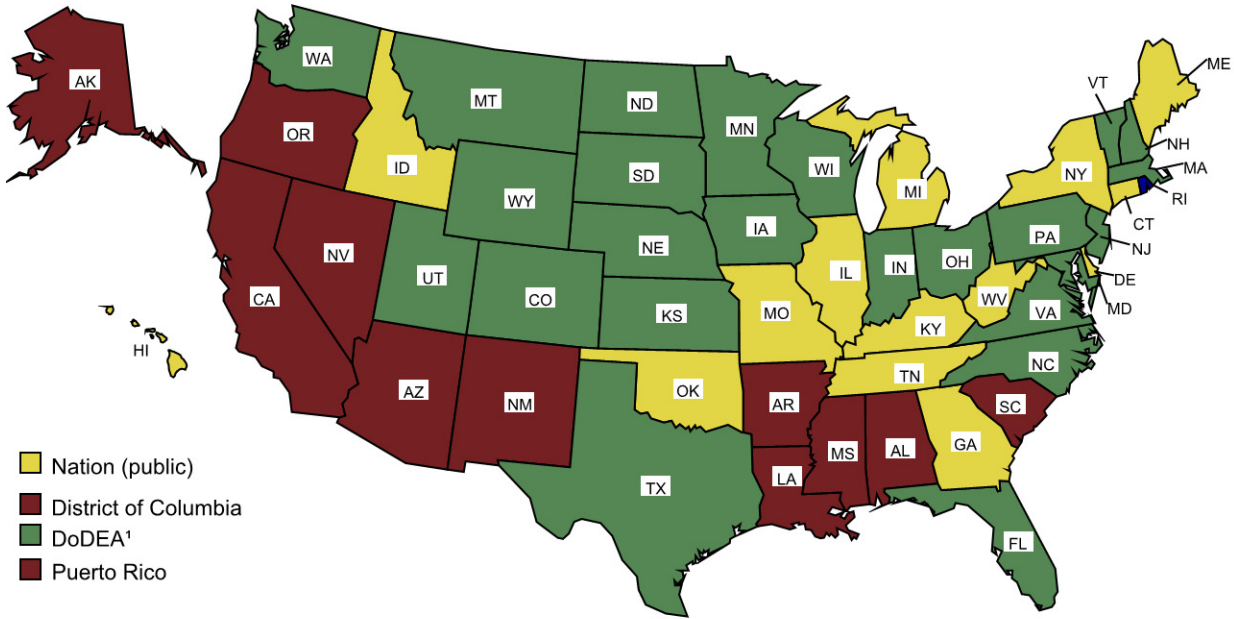 AK
WA
OR
CA
NV
ID
MT
WY
UT
CO
AZ
NM
ND
SD
NE
KS
OK
TX
MN
IA
MO
AR
LA
WI
IL
MI
IN
OH
KY
TN
MS
AL
GA
FL
SC
NC
VA
WV
PA
NY
VT
ME
NH
MA
RI
CT
NJ
DE
MD
HI
Nation (public)
District of Columbia
DoDEA¹
Puerto Rico